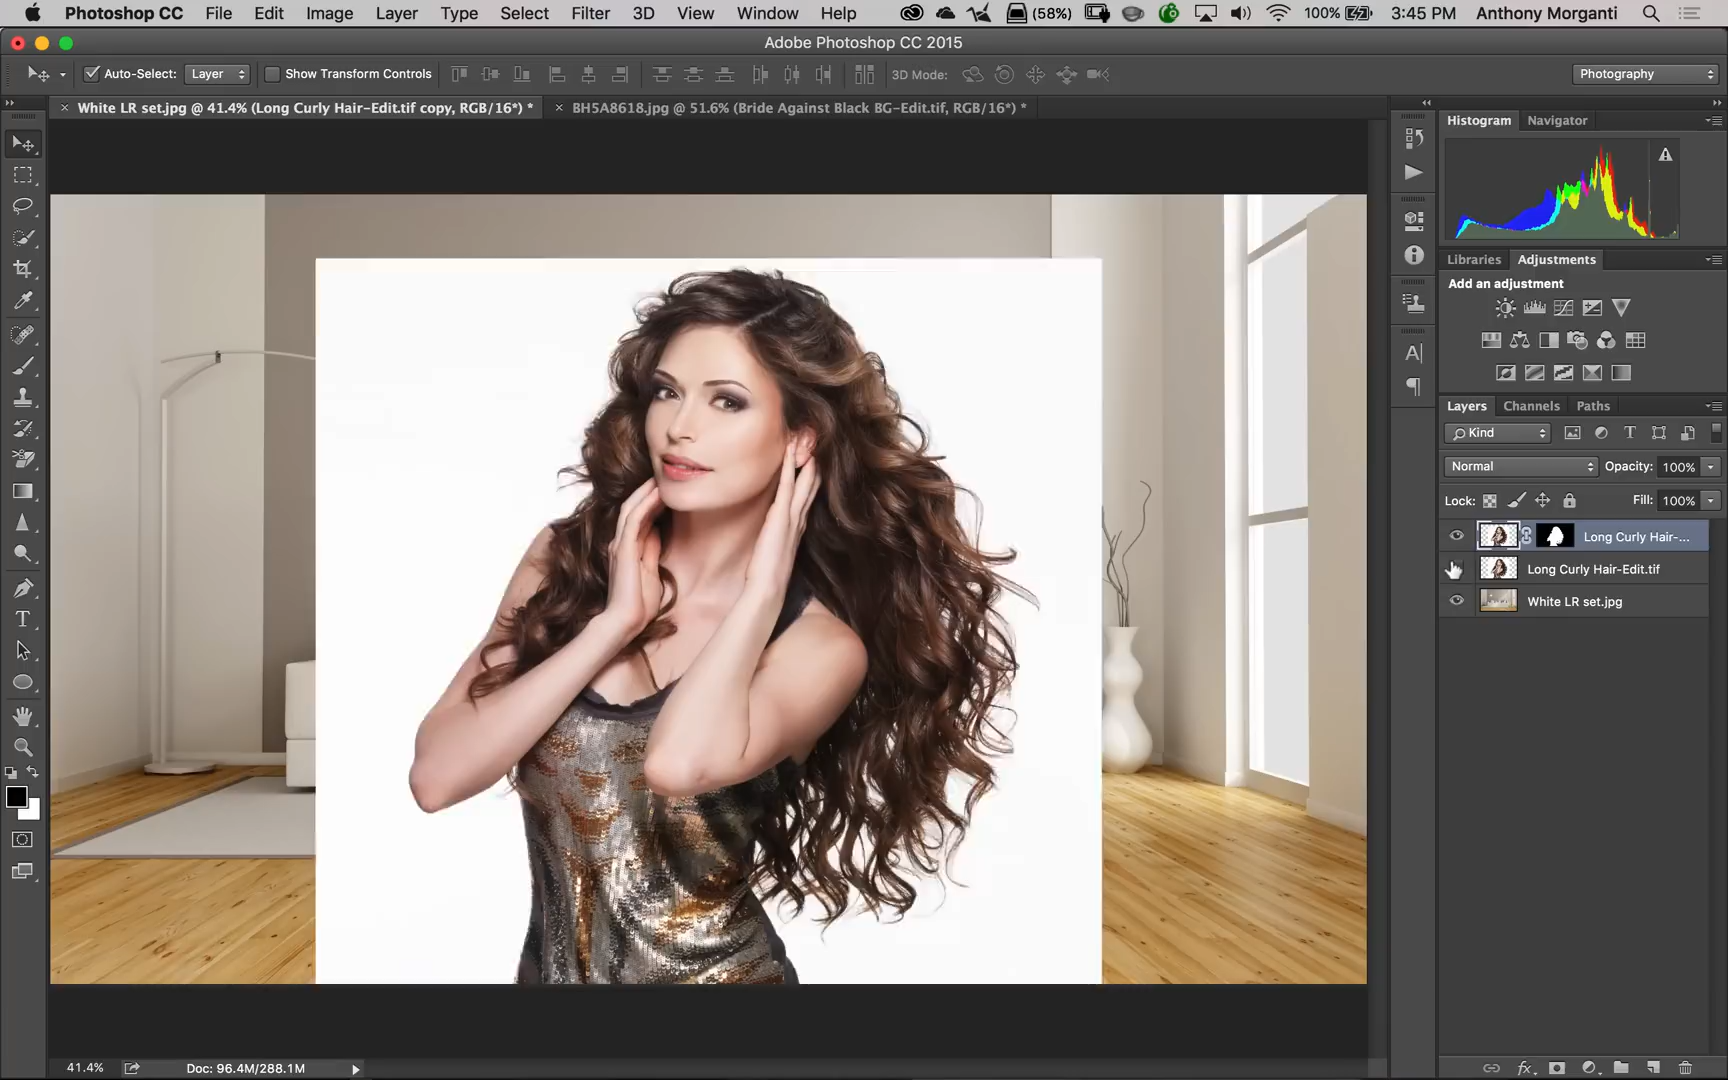 Photoshop CC File Edit Image Layer Type Select Filter 3D View Window Help (58%) 100% 3:45 PM Anthony Morganti
Adobe Photoshop CC 2015
Auto-Select: Layer Show Transform Controls 3D Mode: Photography
White LR set.jpg @ 41.4% (Long Curly Hair-Edit.tif copy, RGB/16*) * BH5A8618.jpg @ 51.6% (Bride Against Black BG-Edit.tif, RGB/16*) *
Histogram Navigator
Libraries Adjustments
Add an adjustment
Layers Channels Paths
Kind
Normal Opacity: 100%
Lock: Fill: 100%
Long Curly Hair-...
Long Curly Hair-Edit.tif
White LR set.jpg
41.4% Doc: 96.4M/288.1M